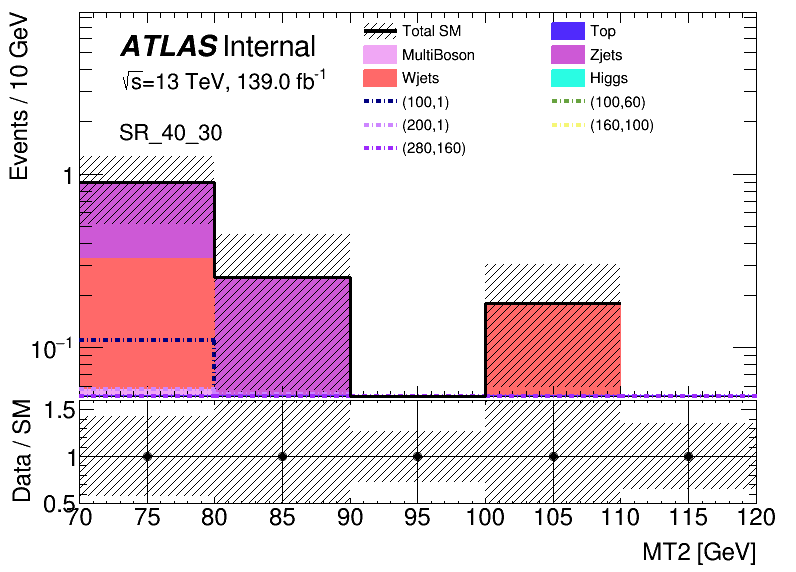 ATLAS Internal
√s=13 TeV, 139.0 fb⁻¹
SR_40_30
Total SM
Top
MultiBoson
Zjets
Wjets
Higgs
(100,1)
(100,60)
(200,1)
(160,100)
(280,160)
Events / 10 GeV
1
10⁻¹
Data / SM
1.5
1
0.5
70 75 80 85 90 95 100 105 110 115 120
MT2 [GeV]